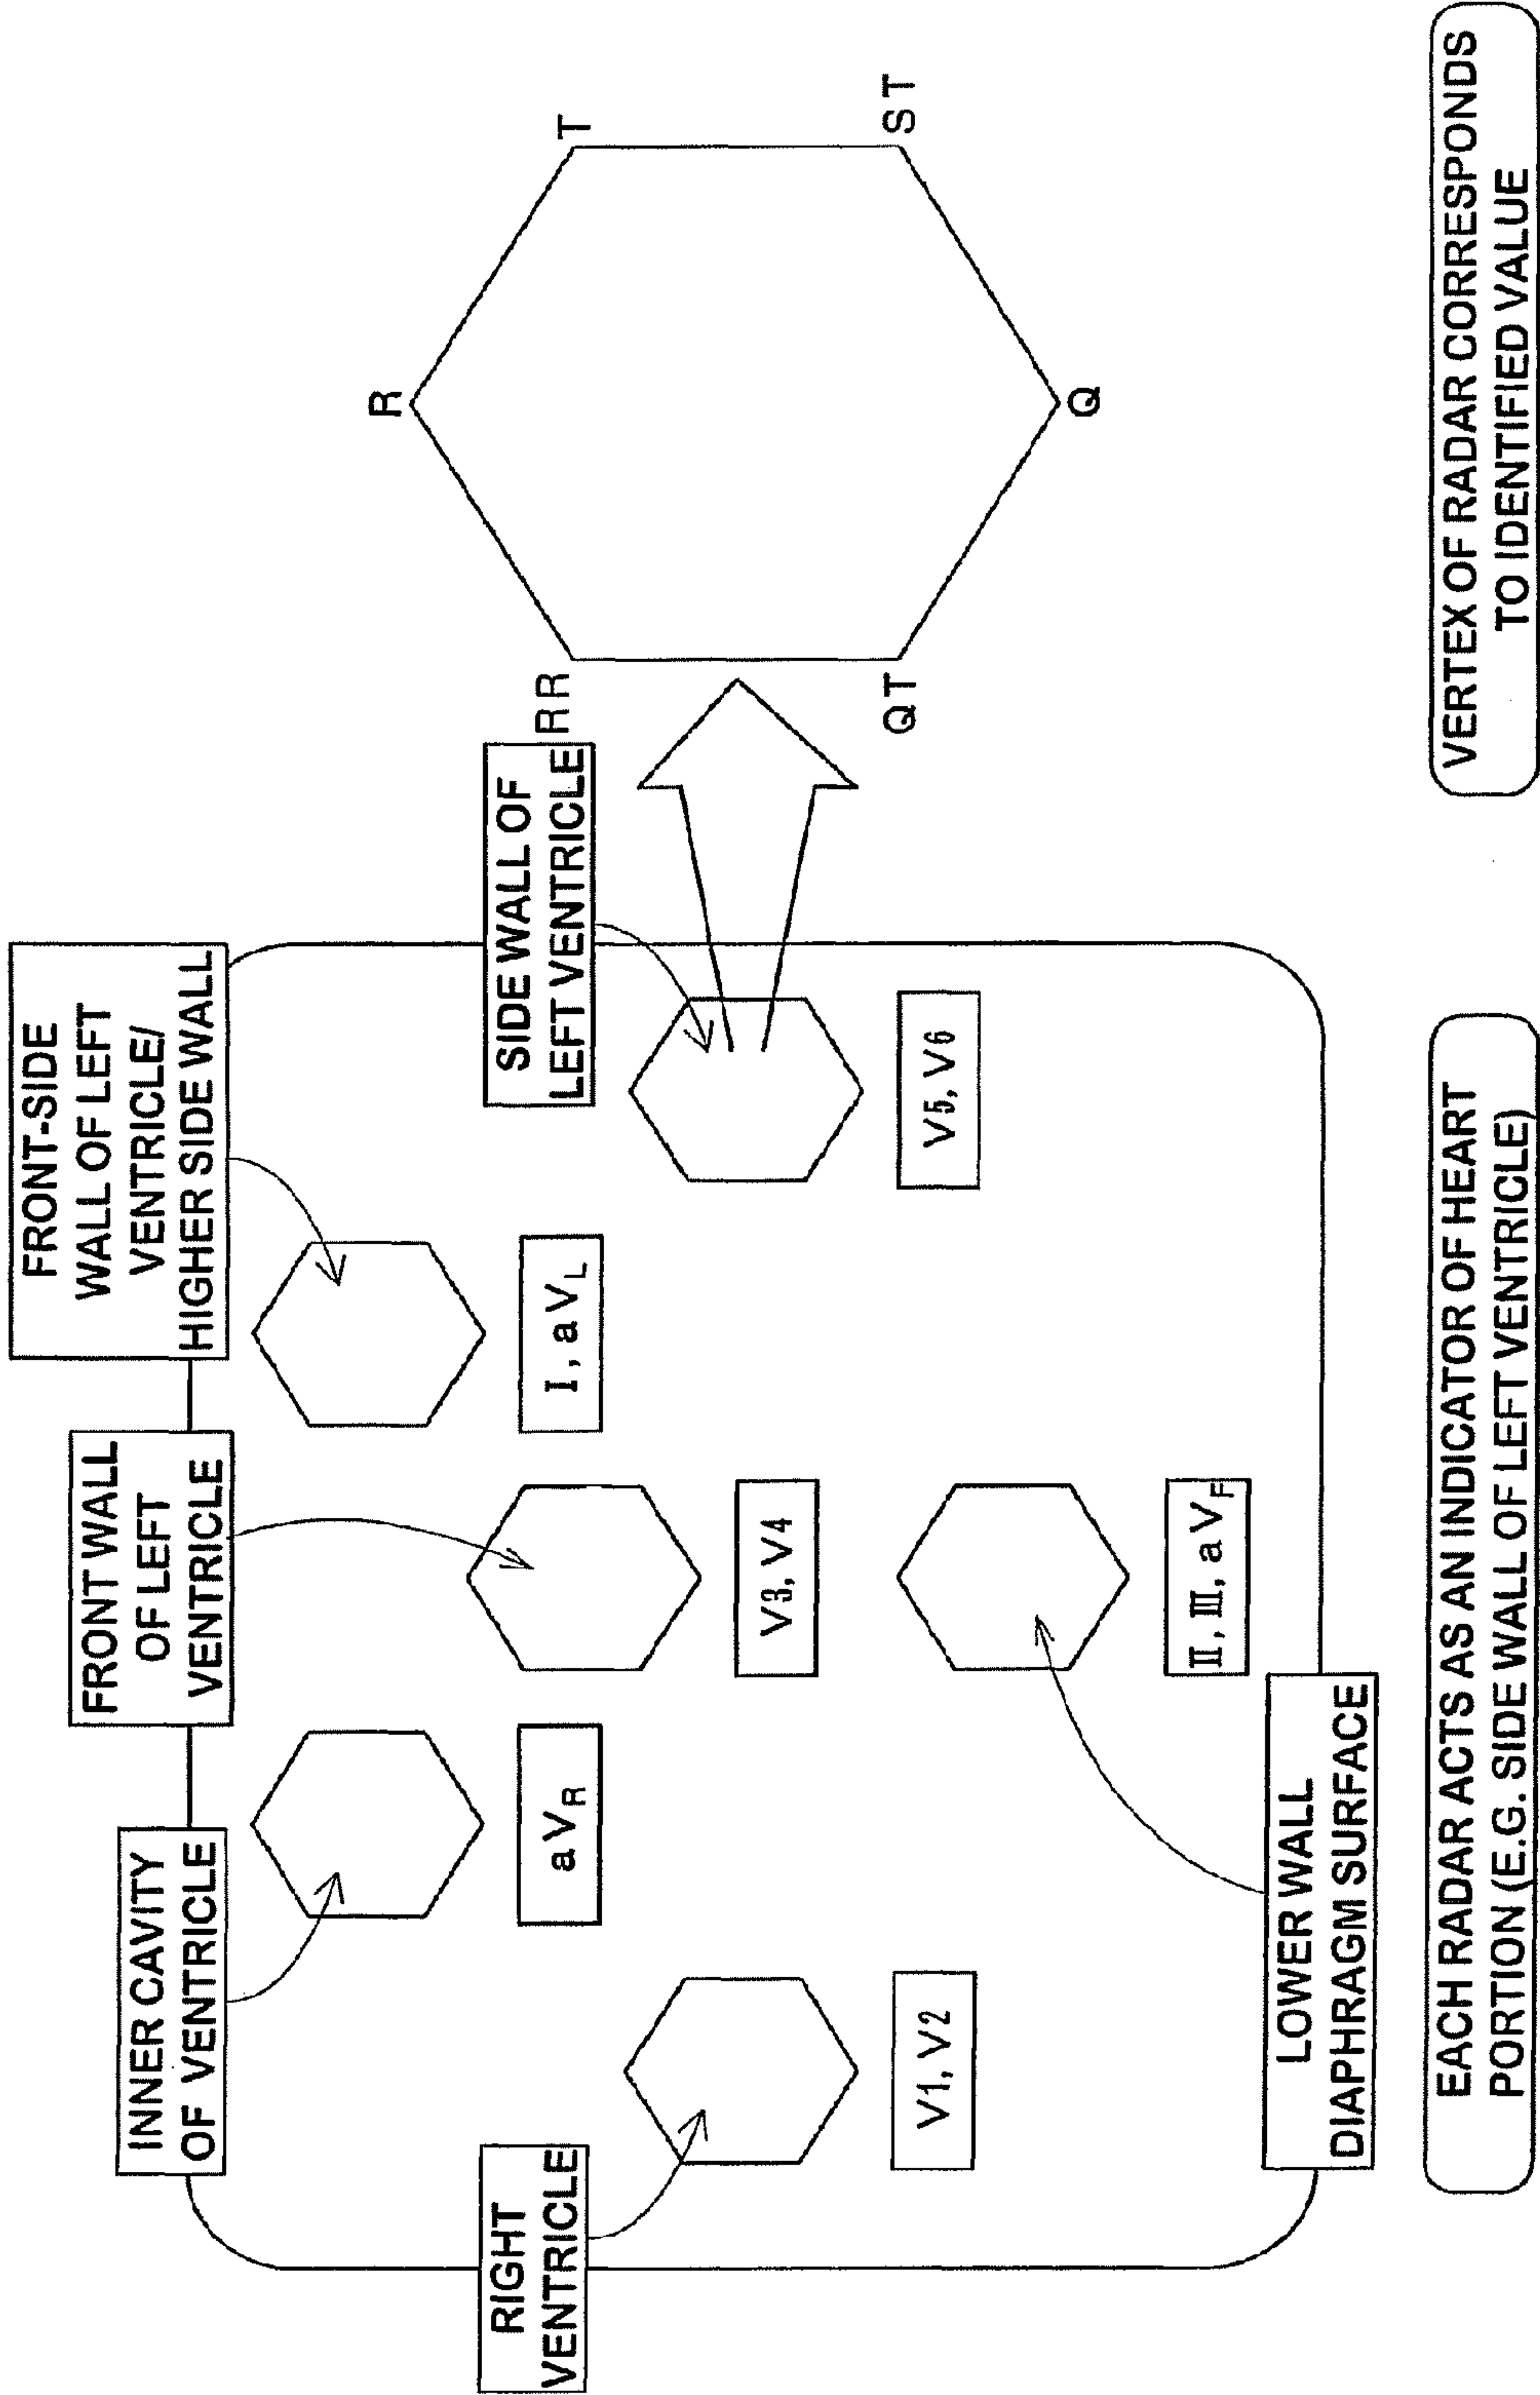 FRONT-SIDE
WALL OF LEFT
VENTRICLE/
HIGHER SIDE WALL
FRONT WALL
OF LEFT
VENTRICLE
INNER CAVITY
OF VENTRICLE
RIGHT
VENTRICLE
SIDE WALL OF
LEFT VENTRICLE
aVR
I, aVL
V3, V4
V1, V2
V5, V6
II, III, aVF
LOWER WALL
DIAPHRAGM SURFACE
R
RR
T
QT
ST
Q
EACH RADAR ACTS AS AN INDICATOR OF HEART
PORTION (E.G. SIDE WALL OF LEFT VENTRICLE)
VERTEX OF RADAR CORRESPONDS
TO IDENTIFIED VALUE